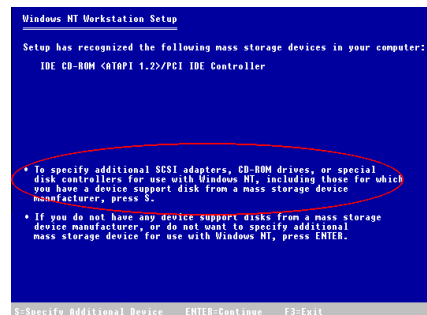 Windows NT Workstation Setup
Setup has recognized the following mass storage devices in your computer:
IDE CD-ROM <ATAPI 1.2>/PCI IDE Controller
• To specify additional SCSI adapters, CD-ROM drives, or special
disk controllers for use with Windows NT, including those for which
you have a device support disk from a mass storage device
manufacturer, press S.
• If you do not have any device support disks from a mass storage
device manufacturer, or do not want to specify additional
mass storage device for use with Windows NT, press ENTER.
S=Specify Additional Device ENTER=Continue F3=Exit